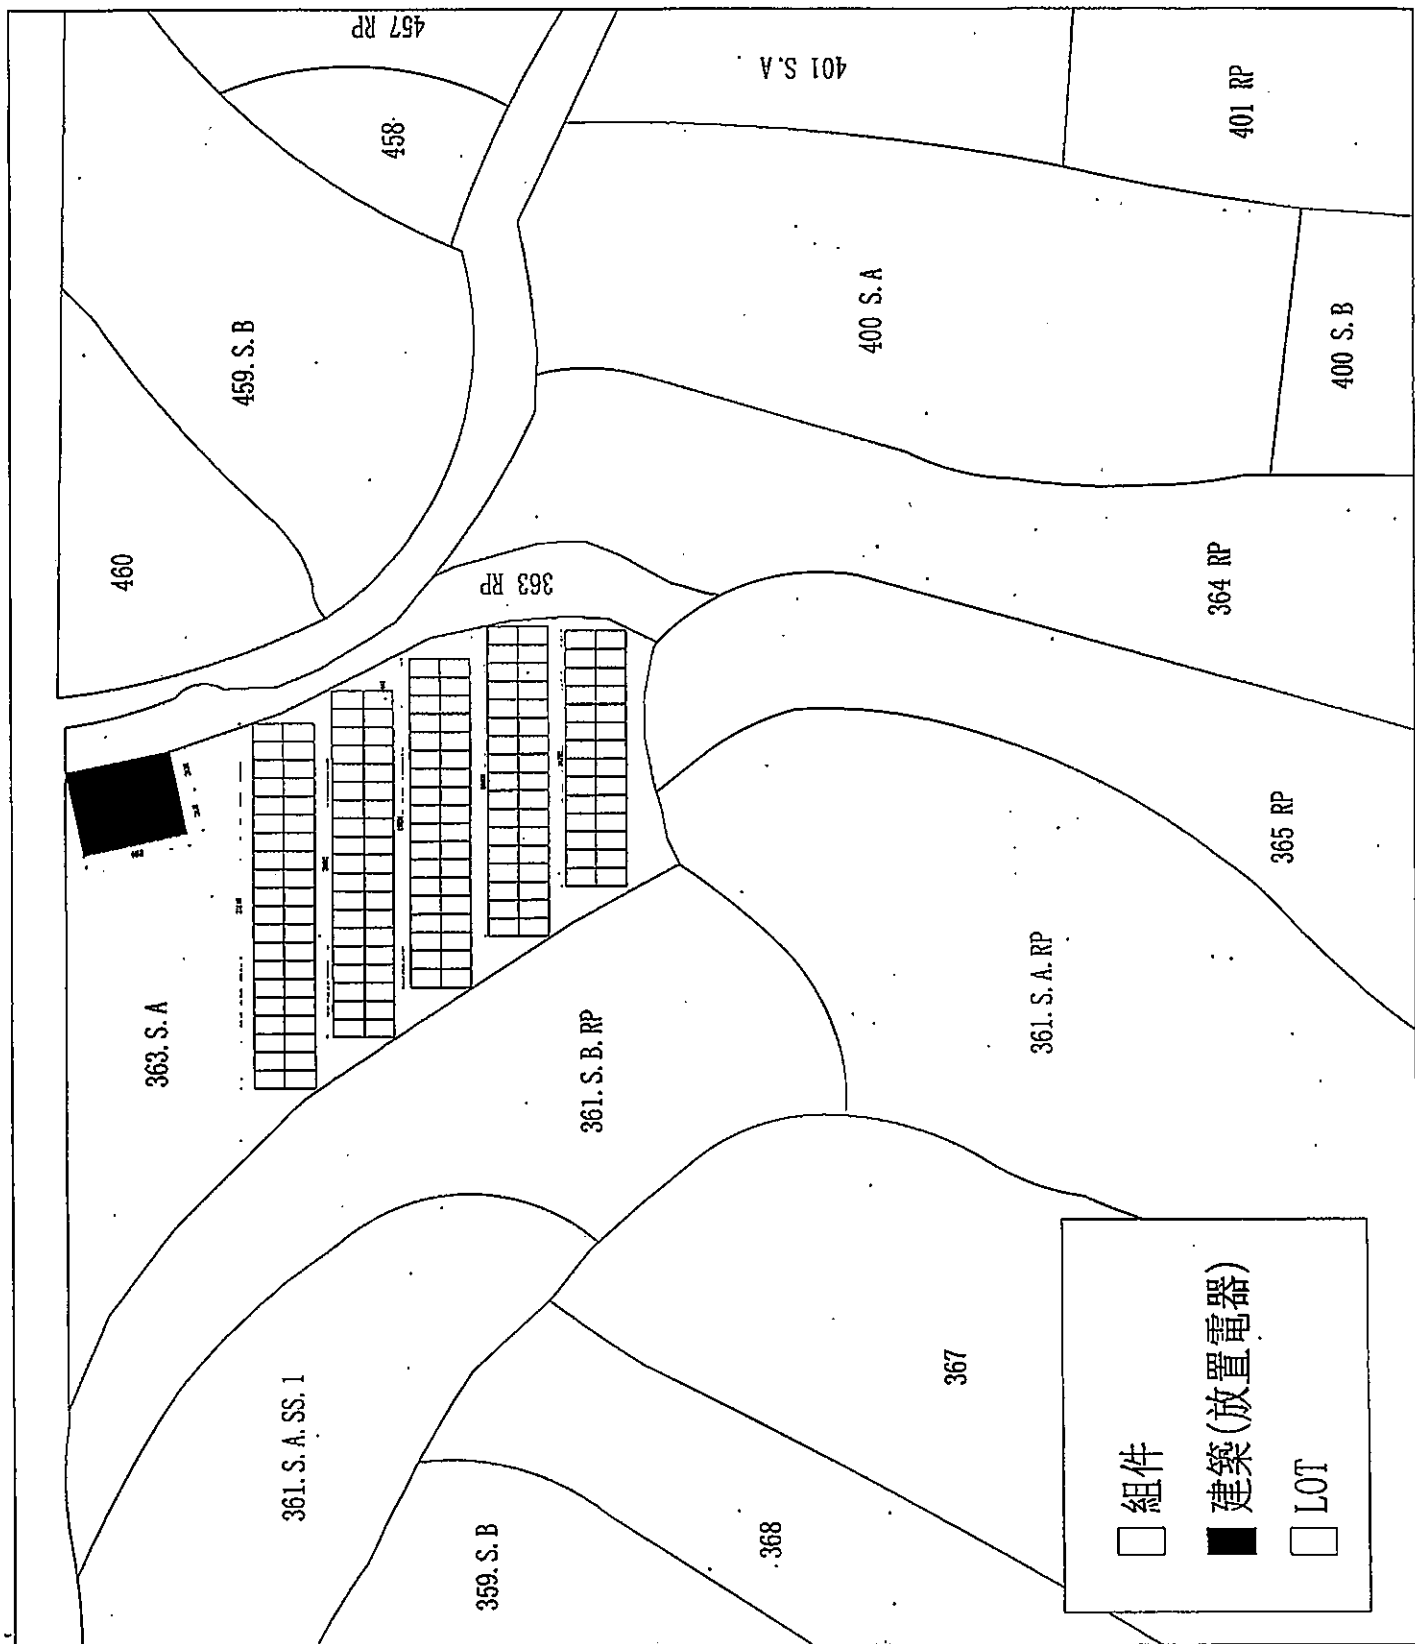 457 RP
458
401 S.A
401 RP
459.S.B
400 S.A
400 S.B
460
363 RP
364 RP
365 RP
363.S.A
361.S.B.RP
361.S.A.RP
361.S.A.SS.1
367
359.S.B
368
組件
建築(放置電器)
LOT